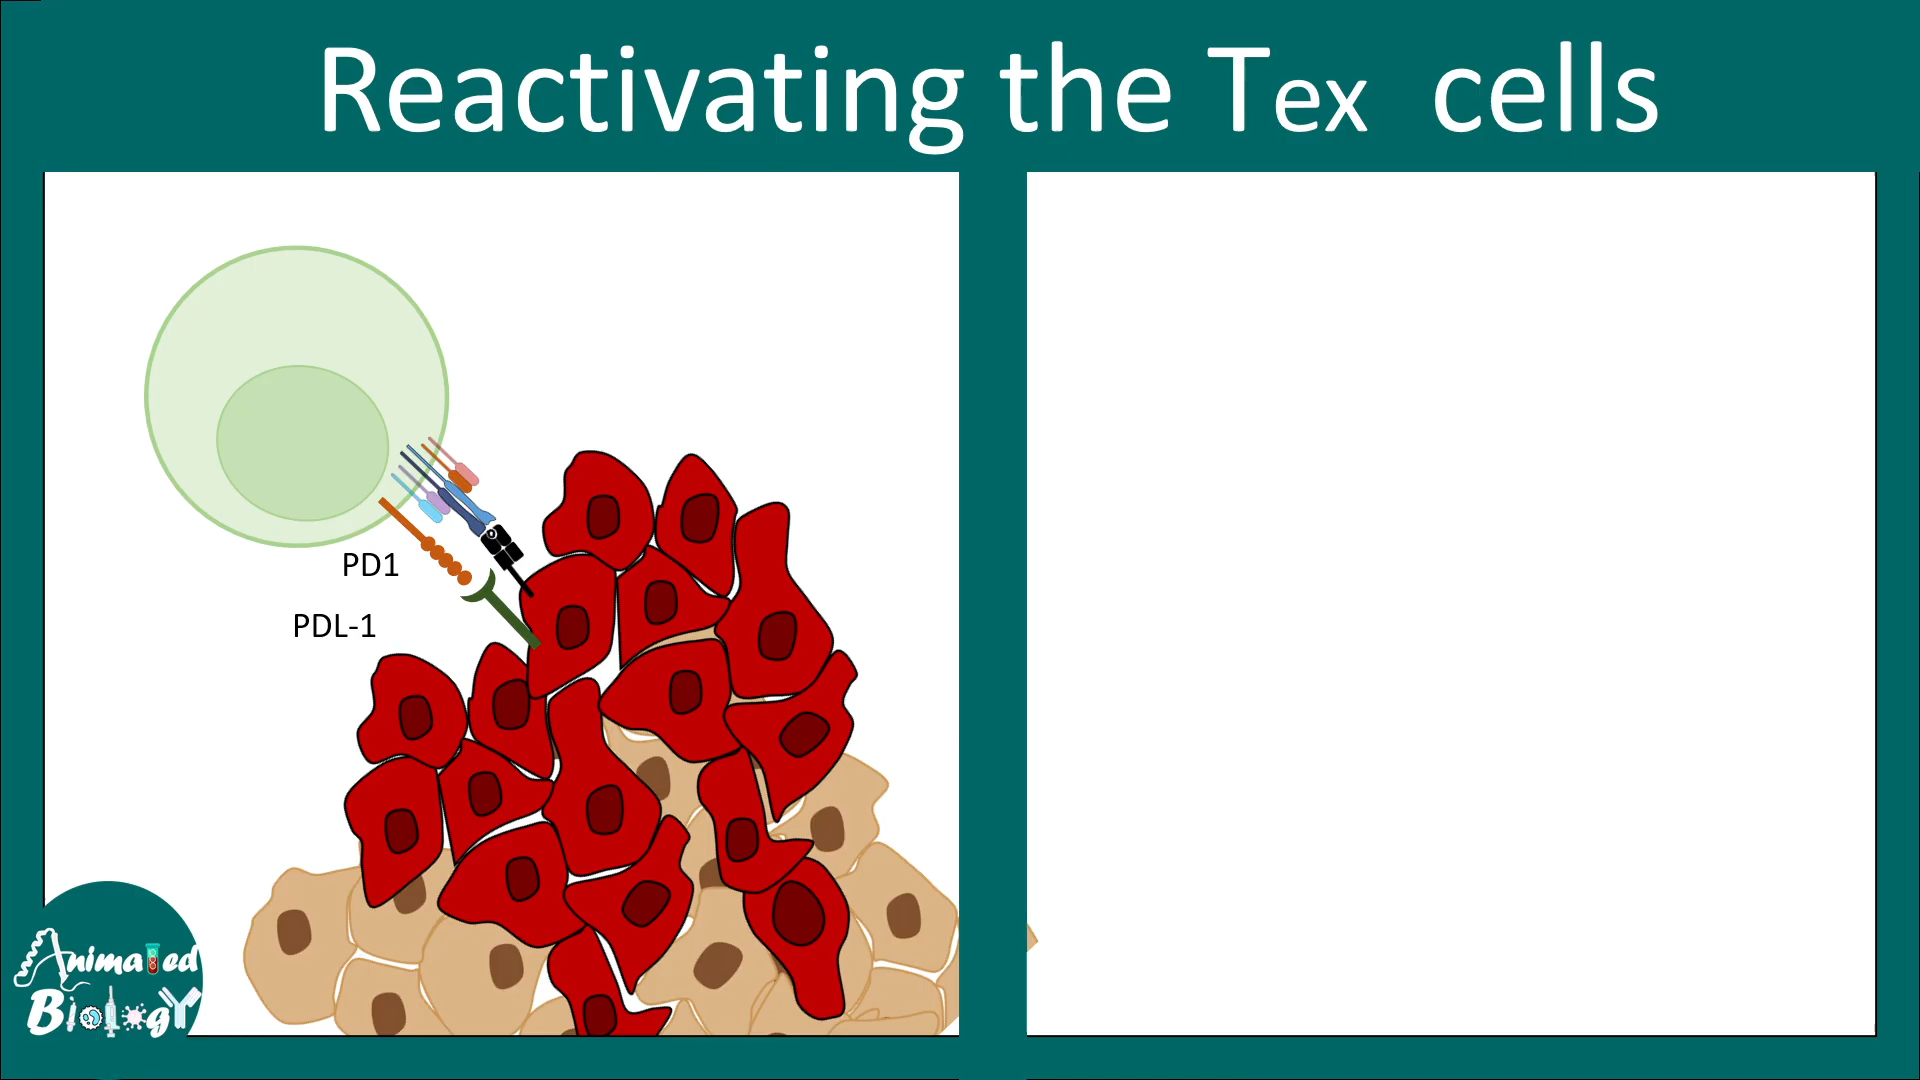 Reactivating the Tex cells
PD1
PDL-1
Animated
Biology